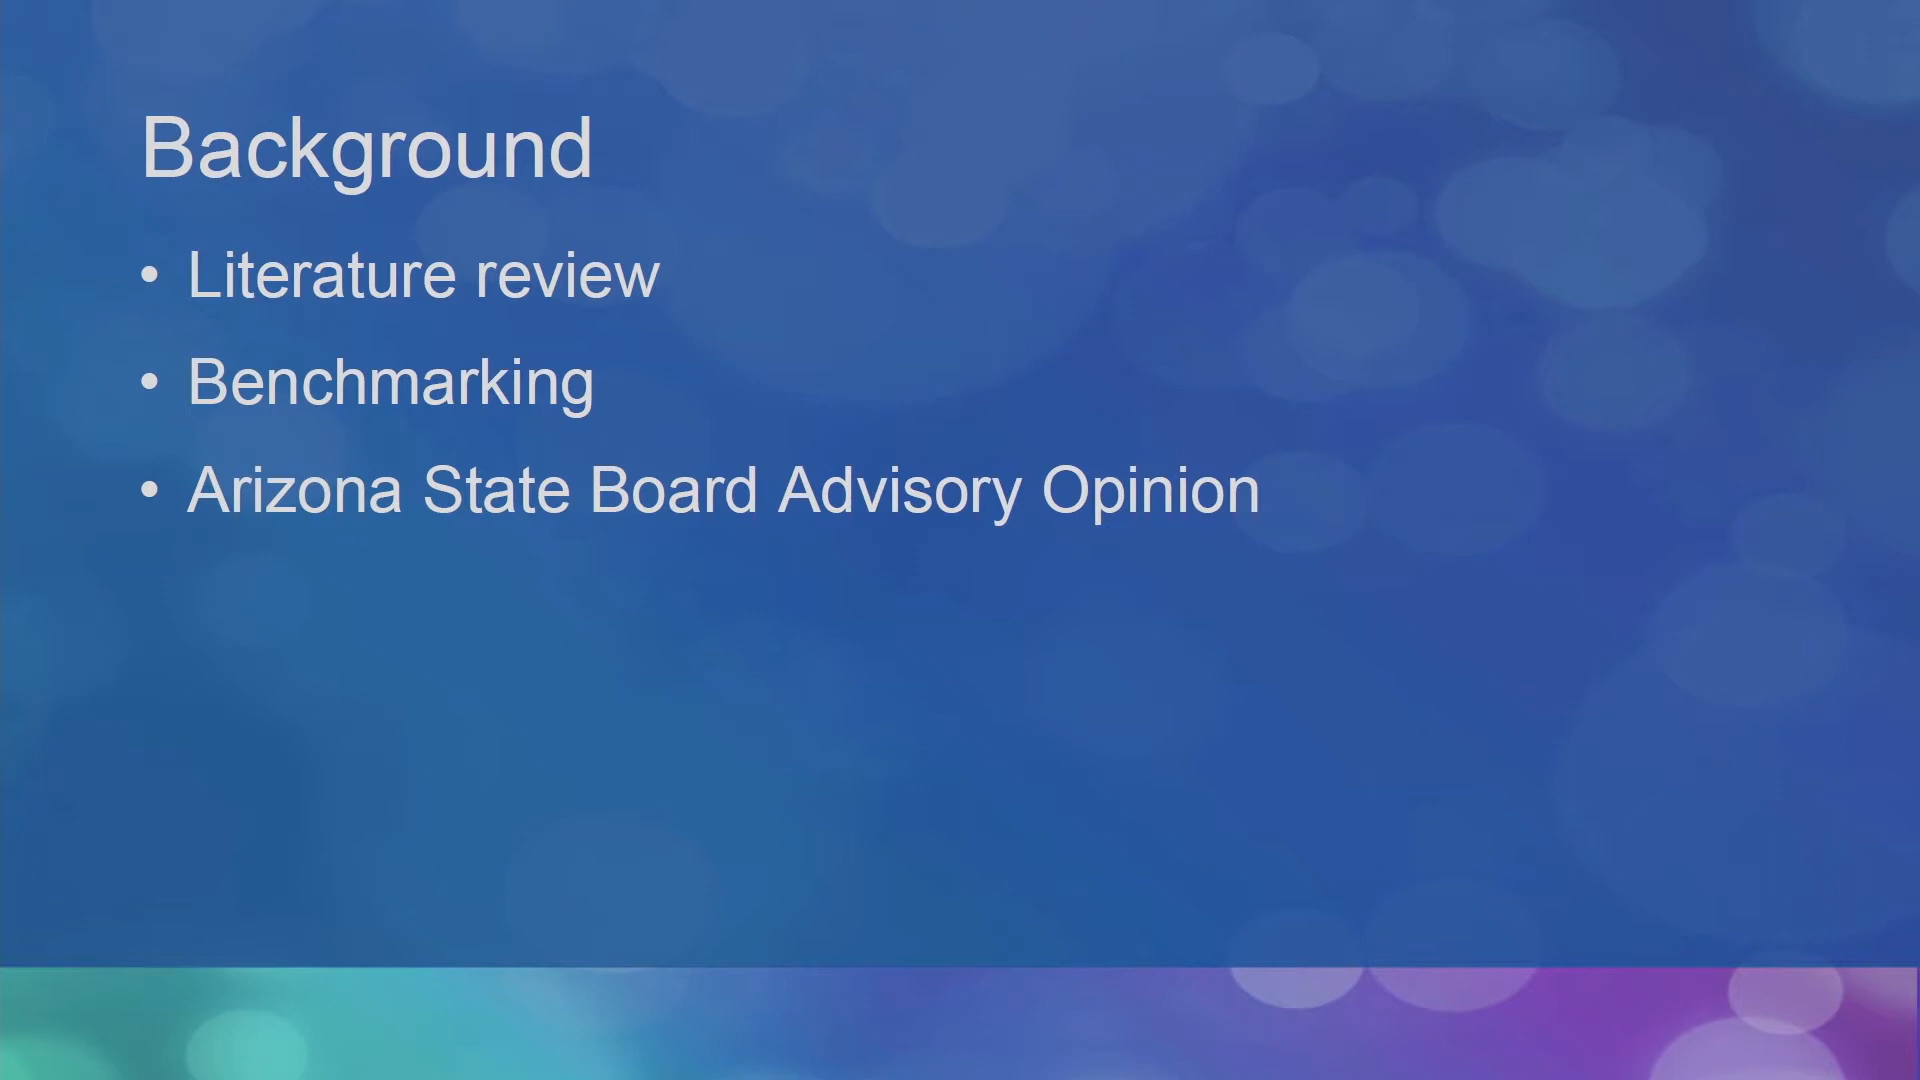 Background
• Literature review
• Benchmarking
• Arizona State Board Advisory Opinion